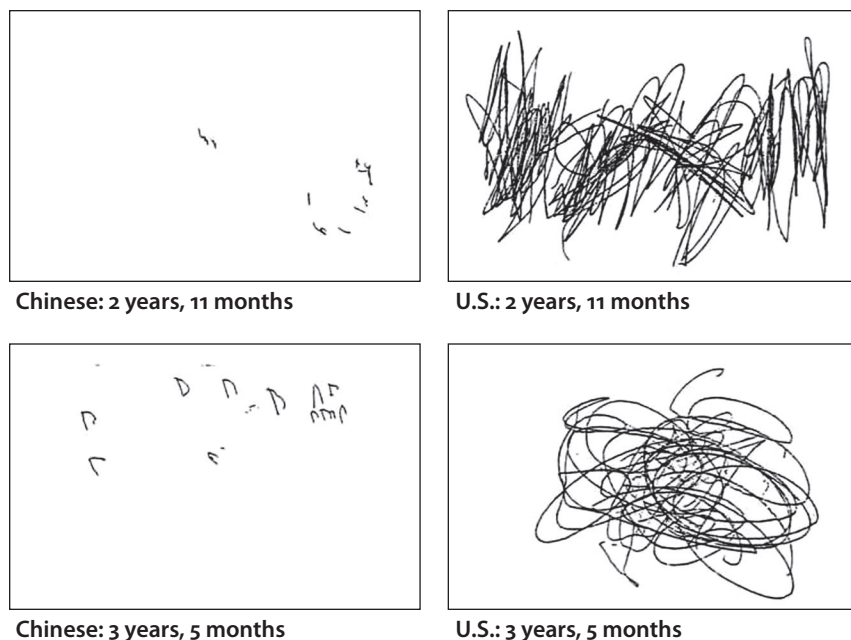 Chinese: 2 years, 11 months
U.S.: 2 years, 11 months
Chinese: 3 years, 5 months
U.S.: 3 years, 5 months